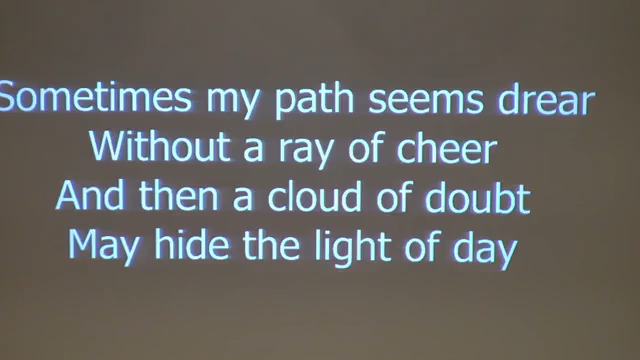 Sometimes my path seems drear
Without a ray of cheer
And then a cloud of doubt
May hide the light of day